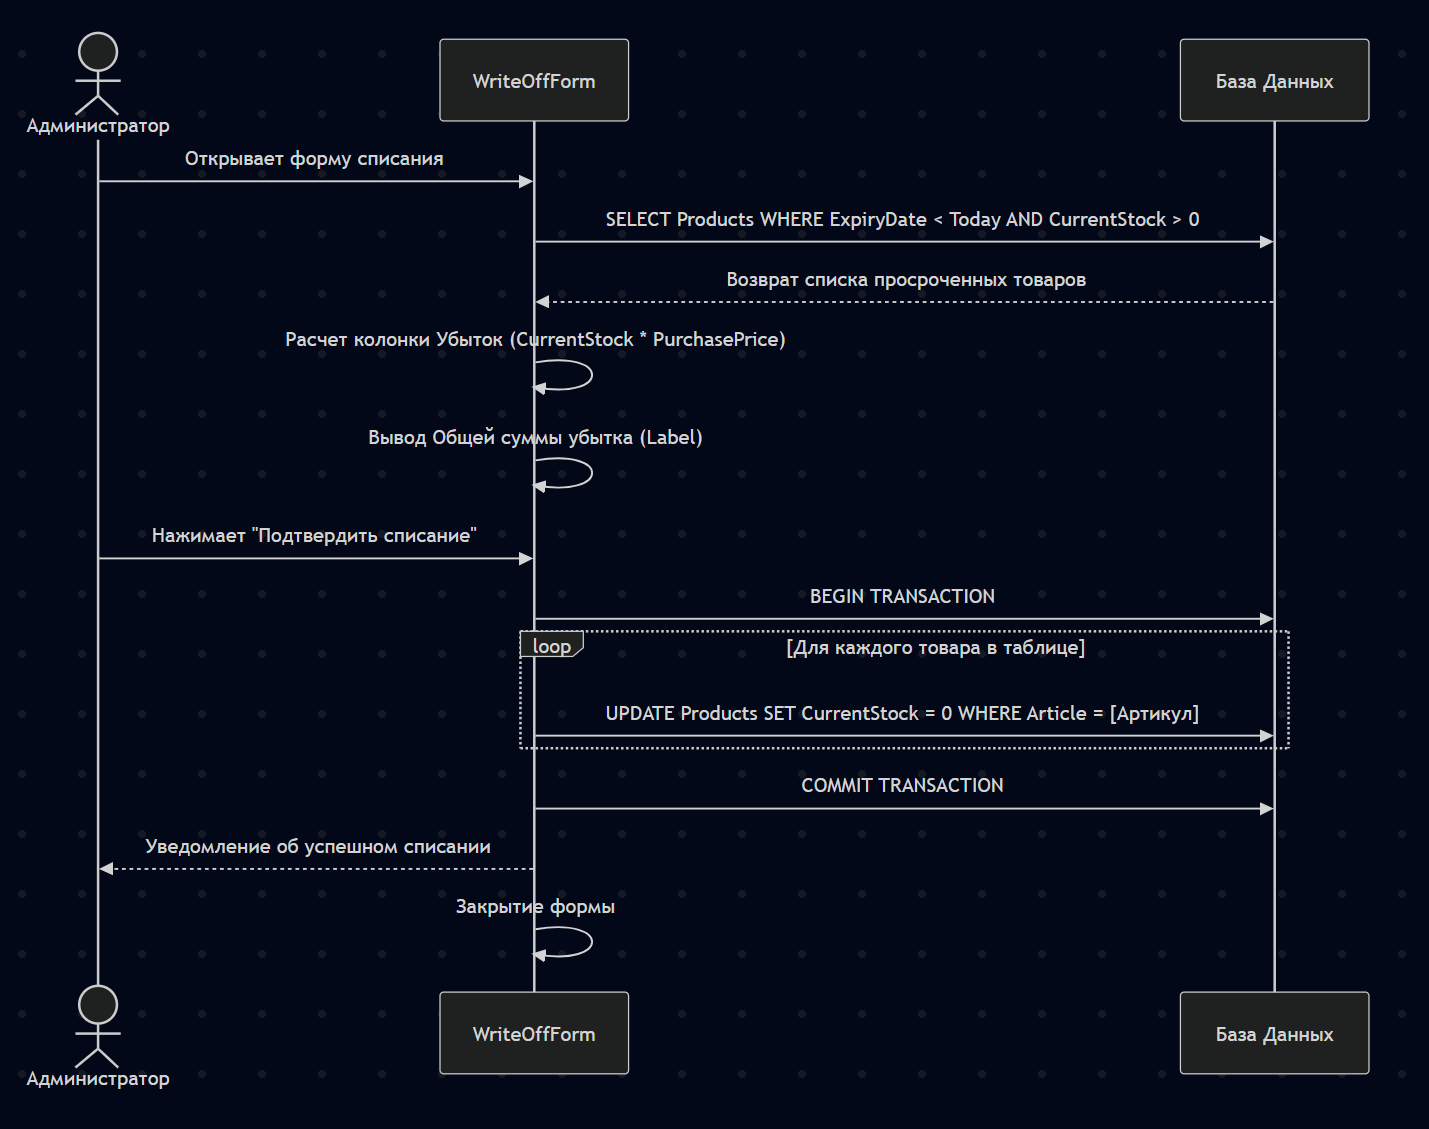 Администратор
WriteOffForm
База Данных
Открывает форму списания
SELECT Products WHERE ExpiryDate < Today AND CurrentStock > 0
Возврат списка просроченных товаров
Расчет колонки Убыток (CurrentStock * PurchasePrice)
Вывод Общей суммы убытка (Label)
Нажимает "Подтвердить списание"
BEGIN TRANSACTION
loop
[Для каждого товара в таблице]
UPDATE Products SET CurrentStock = 0 WHERE Article = [Артикул]
COMMIT TRANSACTION
Уведомление об успешном списании
Закрытие формы
Администратор
WriteOffForm
База Данных